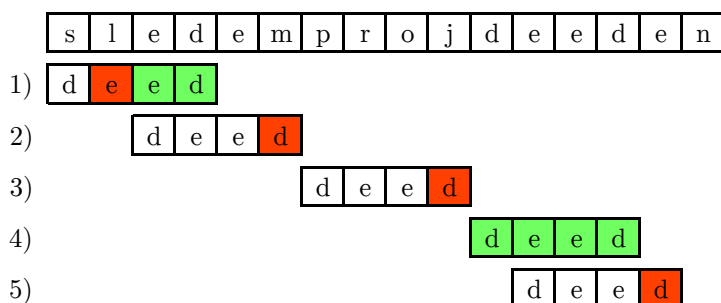 s l e d e m p r o j d e e d e n
1) d e e d
2) d e e d
3) d e e d
4) d e e d
5) d e e d